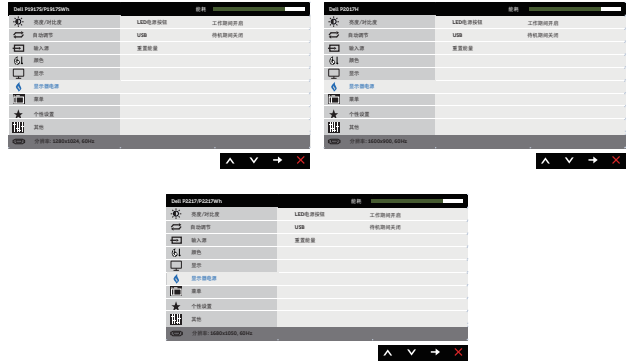 Dell P1917S/P1917SWh 能耗
亮度/对比度 LED电源按钮 工作期间开启
自动调节 USB 待机期间关闭
输入源 重置能量
颜色
显示
显示器电源
菜单
个性设置
其他
分辨率: 1280x1024, 60Hz
Dell P2017H 能耗
亮度/对比度 LED电源按钮 工作期间开启
自动调节 USB 待机期间关闭
输入源 重置能量
颜色
显示
显示器电源
菜单
个性设置
其他
分辨率: 1600x900, 60Hz
Dell P2217/P2217Wh 能耗
亮度/对比度 LED电源按钮 工作期间开启
自动调节 USB 待机期间关闭
输入源 重置能量
颜色
显示
显示器电源
菜单
个性设置
其他
分辨率: 1680x1050, 60Hz